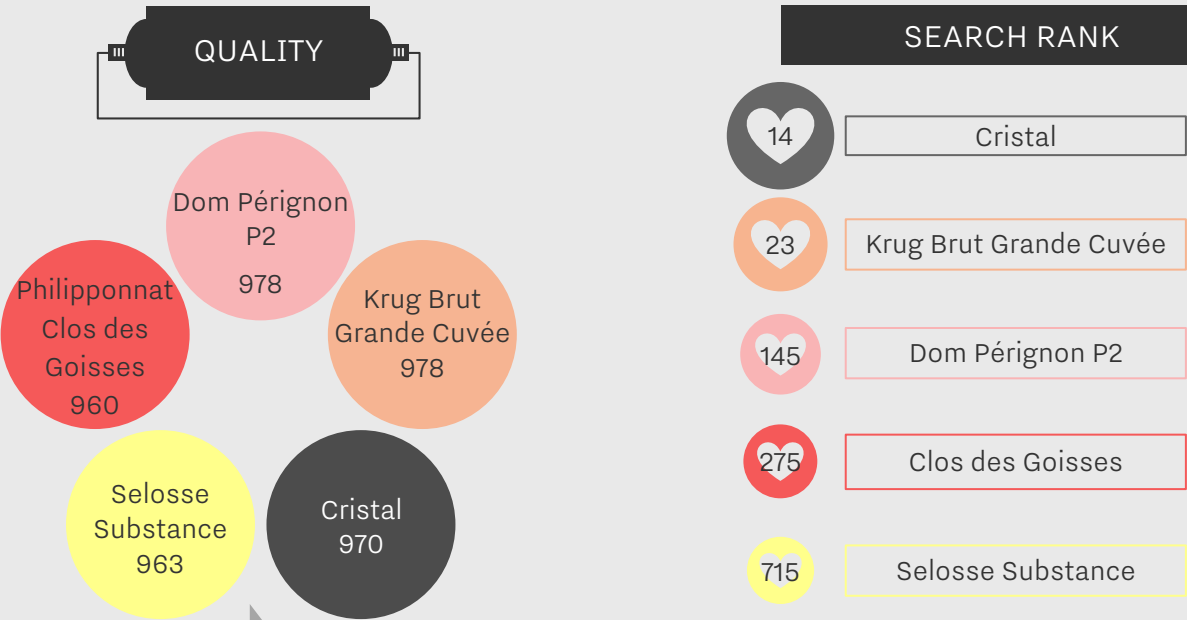 QUALITY
Dom Pérignon
P2
978
Philipponnat
Clos des
Goisses
960
Krug Brut
Grande Cuvée
978
Selosse
Substance
963
Cristal
970
SEARCH RANK
14
Cristal
23
Krug Brut Grande Cuvée
145
Dom Pérignon P2
275
Clos des Goisses
715
Selosse Substance